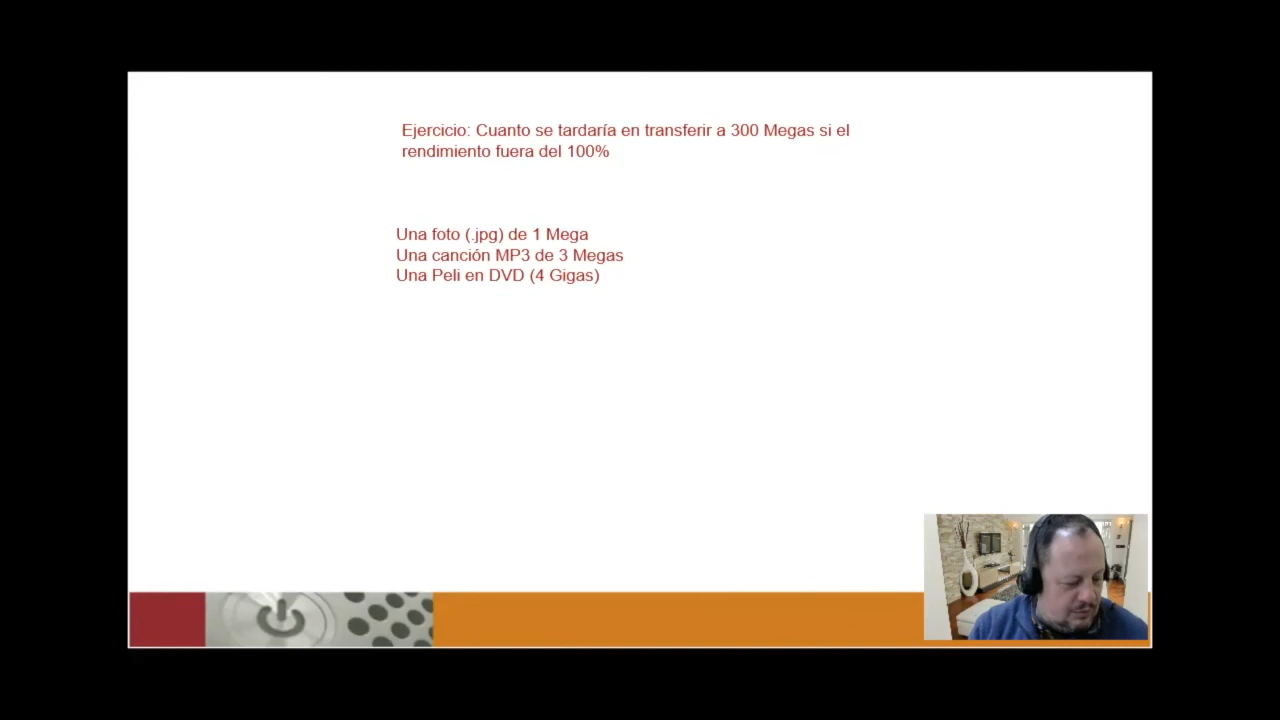 Ejercicio: Cuanto se tardaría en transferir a 300 Megas si el
rendimiento fuera del 100%
Una foto (.jpg) de 1 Mega
Una canción MP3 de 3 Megas
Una Peli en DVD (4 Gigas)